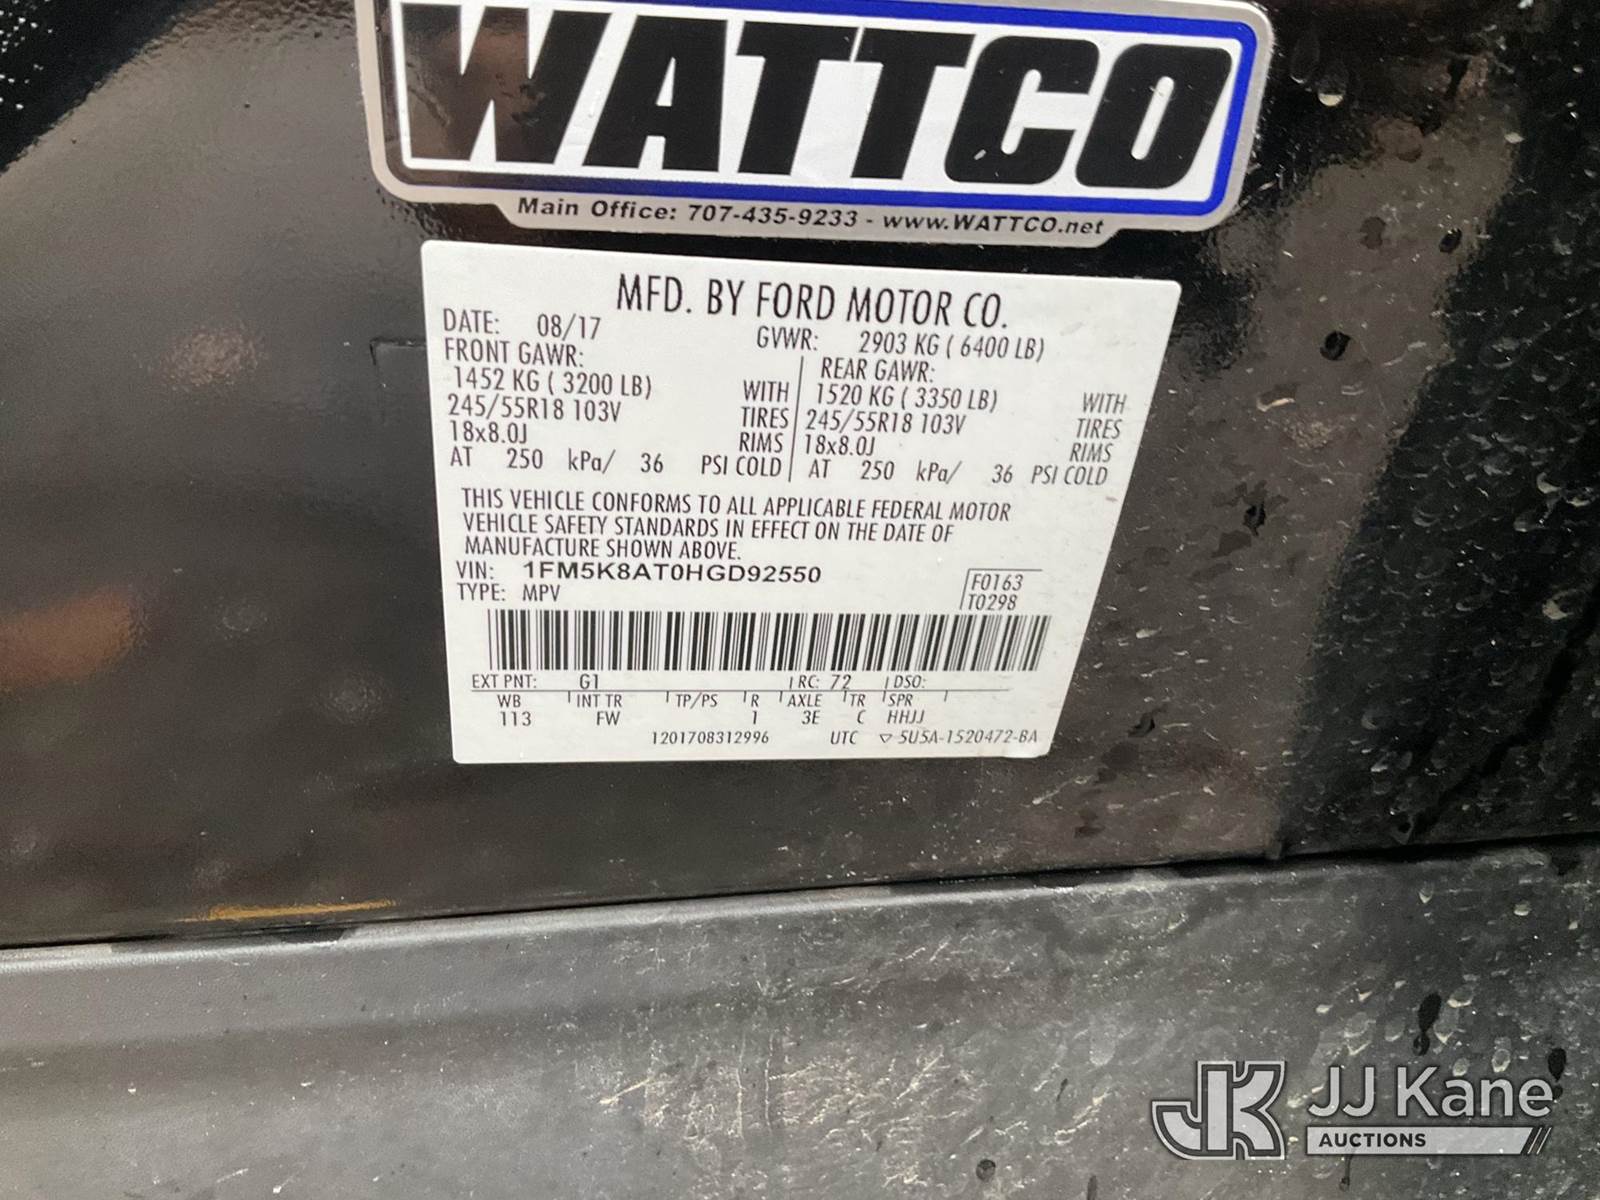 WATTCO
Main Office: 707-435-9233 - www.WATTCO.net
MFD. BY FORD MOTOR CO.
DATE: 08/17 GVWR: 2903 KG ( 6400 LB)
FRONT GAWR: REAR GAWR:
1452 KG ( 3200 LB) WITH 1520 KG ( 3350 LB) WITH
245/55R18 103V TIRES 245/55R18 103V TIRES
18x8.0J RIMS 18x8.0J RIMS
AT 250 kPa/ 36 PSI COLD AT 250 kPa/ 36 PSI COLD
THIS VEHICLE CONFORMS TO ALL APPLICABLE FEDERAL MOTOR
VEHICLE SAFETY STANDARDS IN EFFECT ON THE DATE OF
MANUFACTURE SHOWN ABOVE.
VIN: 1FM5K8AT0HGD92550
TYPE: MPV
F0163
T0298
EXT PNT: G1 RC: 72 DSO:
WB INT TR TP/PS R AXLE TR SPR
113 FW 1 3E C HHJJ
1201708312996 UTC ▽ 5U5A-1520472-BA
JK JJ Kane
AUCTIONS